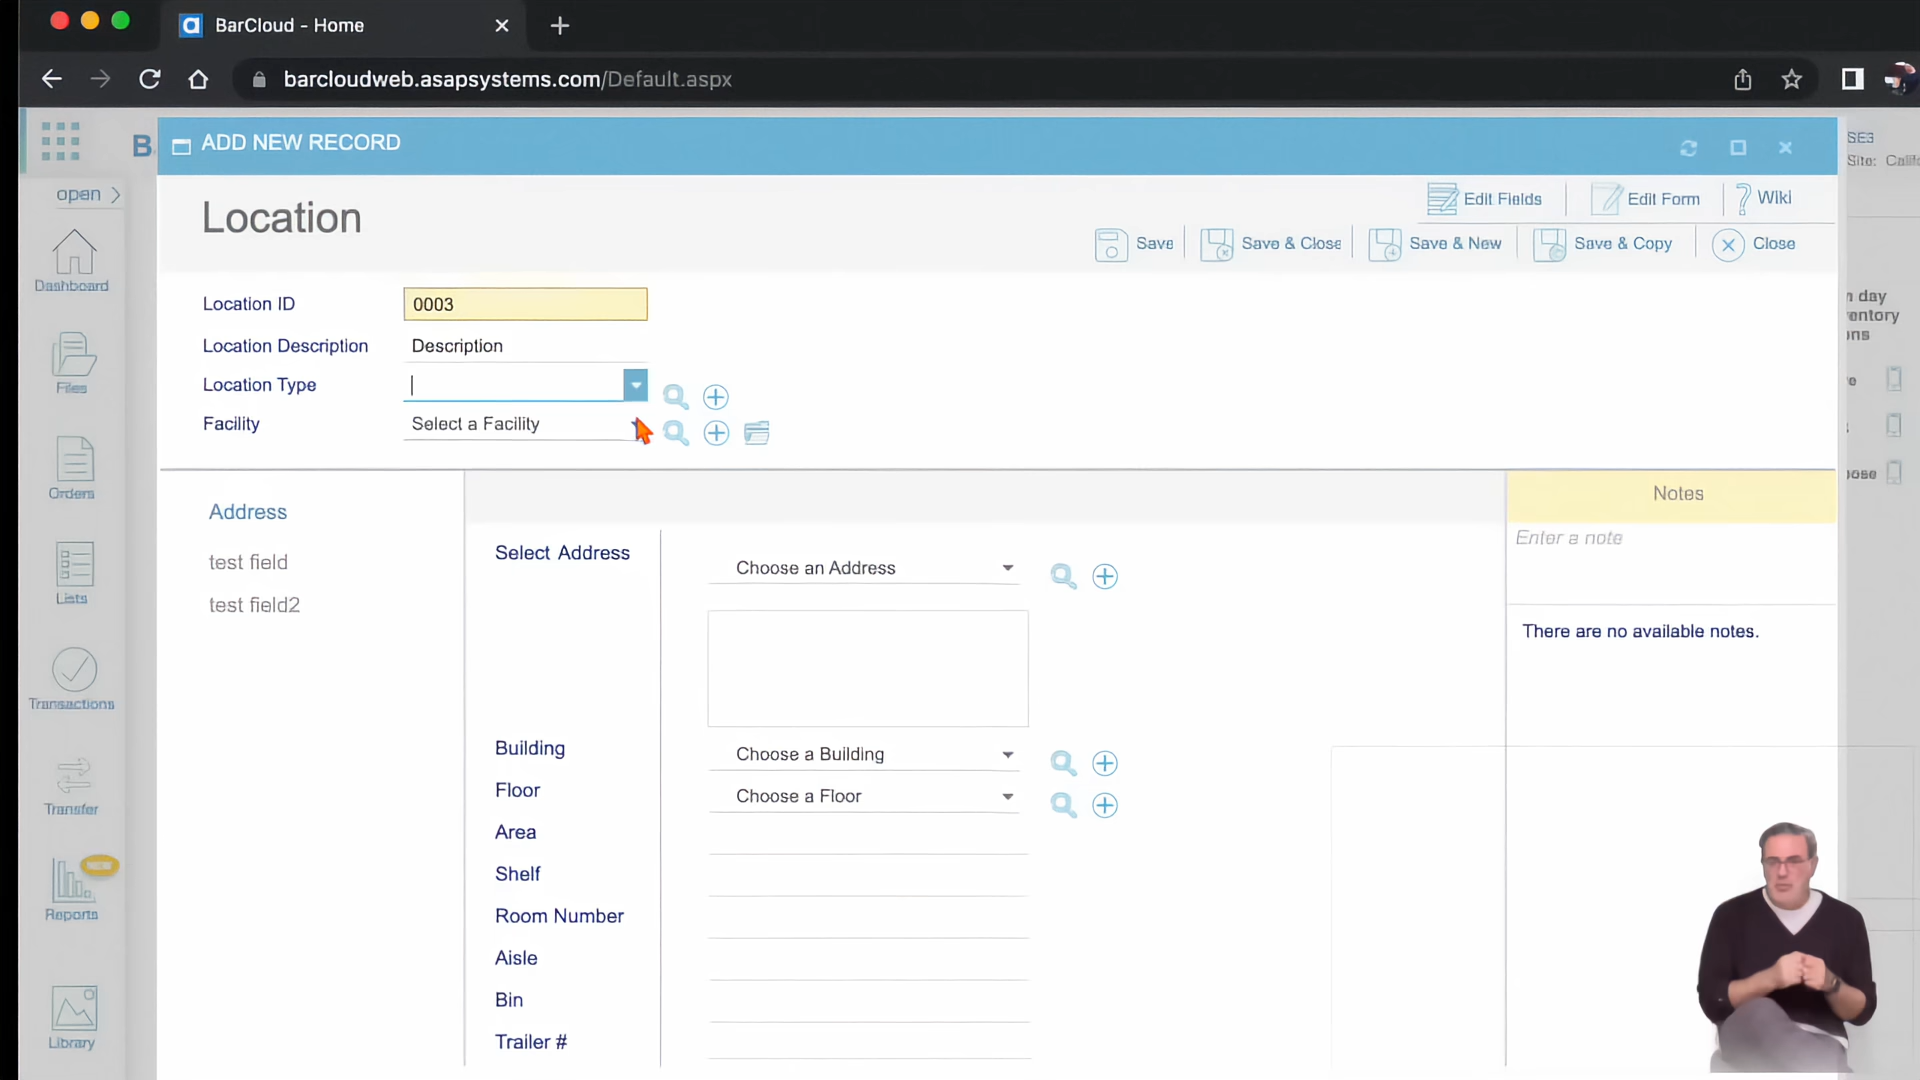 BarCloud - Home
barcloudweb.asapsystems.com/Default.aspx
B
ADD NEW RECORD
SE3
Site:
open
Location
Edit Fields
Edit Form
Wiki
Save
Save & Close
Save & New
Save & Copy
Close
Dashboard
Location ID
0003
Location Description
Description
Location Type
Facility
Select a Facility
day
Files
Orders
Lists
Transactions
Transfer
Reports
Library
Address
test field
test field2
Select Address
Choose an Address
Building
Choose a Building
Floor
Choose a Floor
Area
Shelf
Room Number
Aisle
Bin
Trailer #
Notes
Enter a note
There are no available notes.